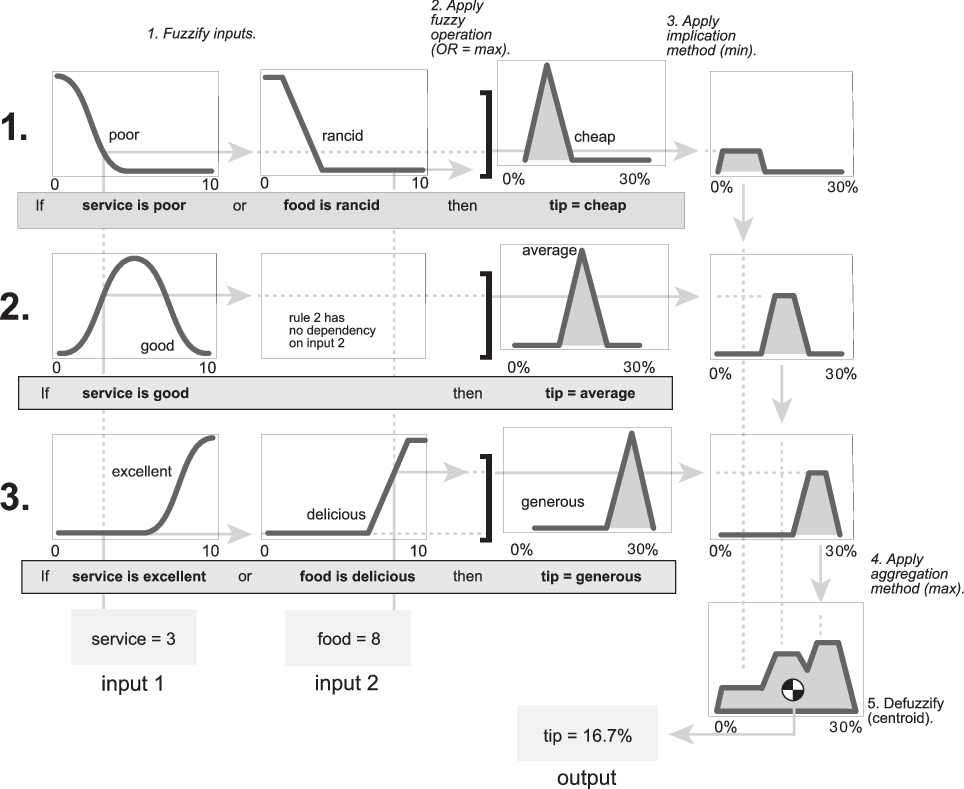 1. Fuzzify inputs.
2. Apply
fuzzy
operation
(OR = max).
3. Apply
implication
method (min).
1.
poor
rancid
cheap
0
10
0
10
0%
30%
0%
30%
If service is poor or food is rancid then tip = cheap
2.
good
rule 2 has
no dependency
on input 2
average
0
10
0%
30%
0%
30%
If service is good then tip = average
3.
excellent
delicious
generous
0
10
0
10
0%
30%
0%
30%
If service is excellent or food is delicious then tip = generous
4. Apply
aggregation
method (max).
service = 3
food = 8
input 1
input 2
0%
30%
5. Defuzzify
(centroid).
tip = 16.7%
output